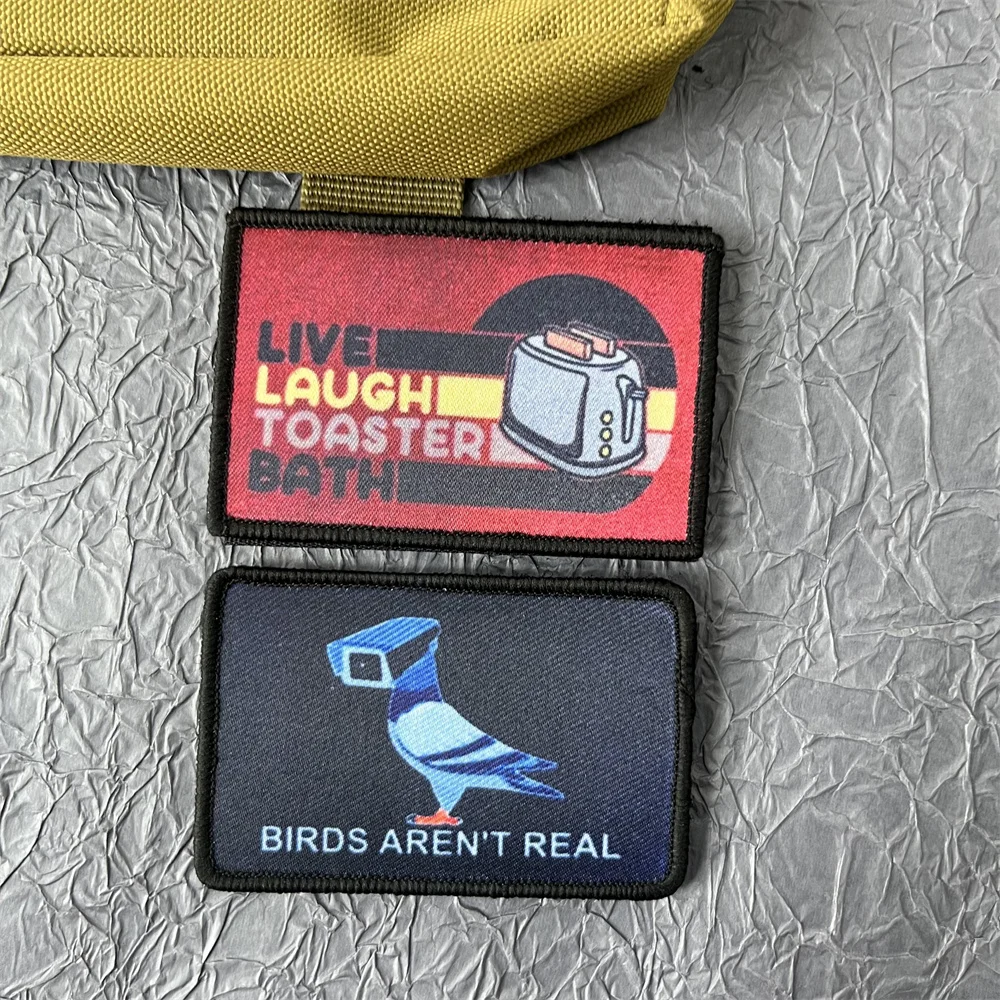 LIVE
LAUGH
TOASTER
BATH
BIRDS AREN'T REAL